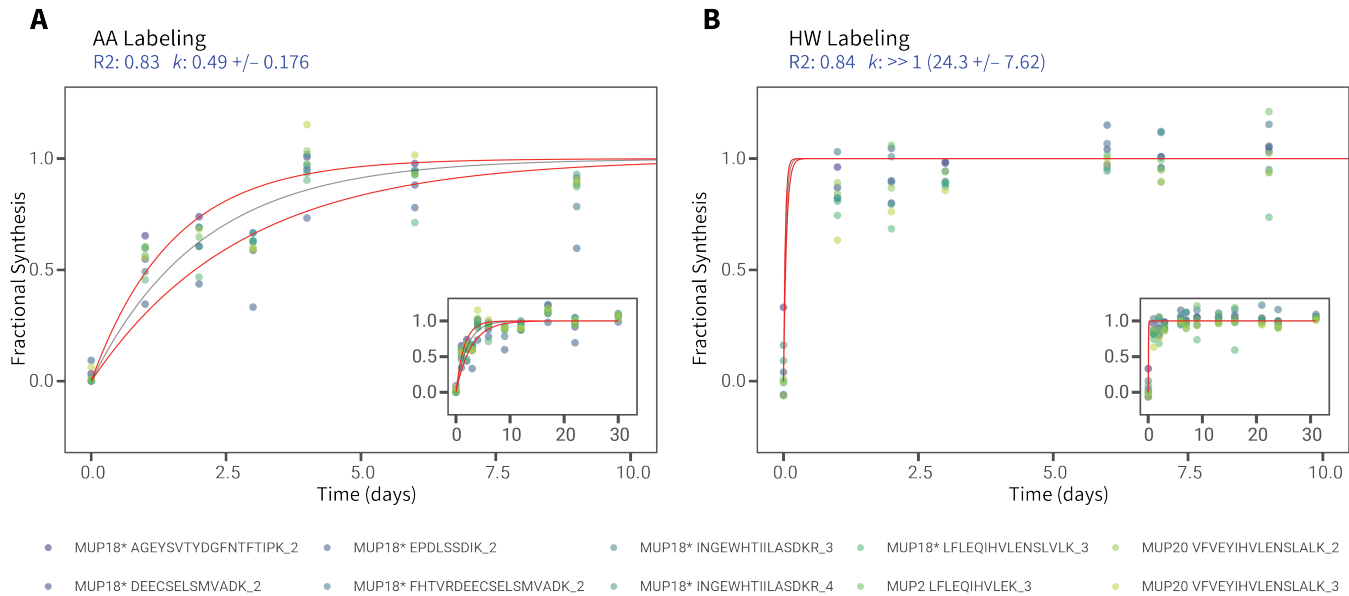 A
AA Labeling
R2: 0.83 k: 0.49 +/– 0.176
Fractional Synthesis
1.0
0.5
0.0
1.0
0.5
0.0
0 10 20 30
0.0 2.5 5.0 7.5 10.0
Time (days)
B
HW Labeling
R2: 0.84 k: >> 1 (24.3 +/– 7.62)
Fractional Synthesis
1.0
0.5
0.0
1.0
0.5
0.0
0 10 20 30
0.0 2.5 5.0 7.5 10.0
Time (days)
MUP18* AGEYSVTYDGFNTFTIPK_2 MUP18* EPDLSSDIK_2 MUP18* INGEWHTIILASDKR_3 MUP18* LFLEQIHVLENSLVLK_3 MUP20 VFVEYIHVLENSLALK_2
MUP18* DEECSELSMVADK_2 MUP18* FHTVRDEECSELSMVADK_2 MUP18* INGEWHTIILASDKR_4 MUP2 LFLEQIHVLEK_3 MUP20 VFVEYIHVLENSLALK_3